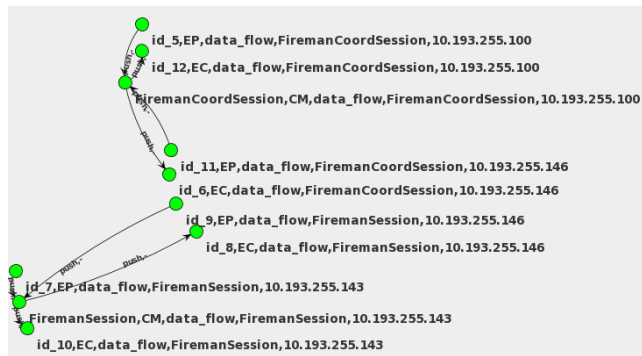 id_5,EP,data_flow,FiremanCoordSession,10.193.255.100
push,-
push,-
id_12,EC,data_flow,FiremanCoordSession,10.193.255.100
FiremanCoordSession,CM,data_flow,FiremanCoordSession,10.193.255.100
push,-
push,-
id_11,EP,data_flow,FiremanCoordSession,10.193.255.146
id_6,EC,data_flow,FiremanCoordSession,10.193.255.146
id_9,EP,data_flow,FiremanSession,10.193.255.146
id_8,EC,data_flow,FiremanSession,10.193.255.146
push,-
push,-
id_7,EP,data_flow,FiremanSession,10.193.255.143
push,-
FiremanSession,CM,data_flow,FiremanSession,10.193.255.143
push,-
id_10,EC,data_flow,FiremanSession,10.193.255.143